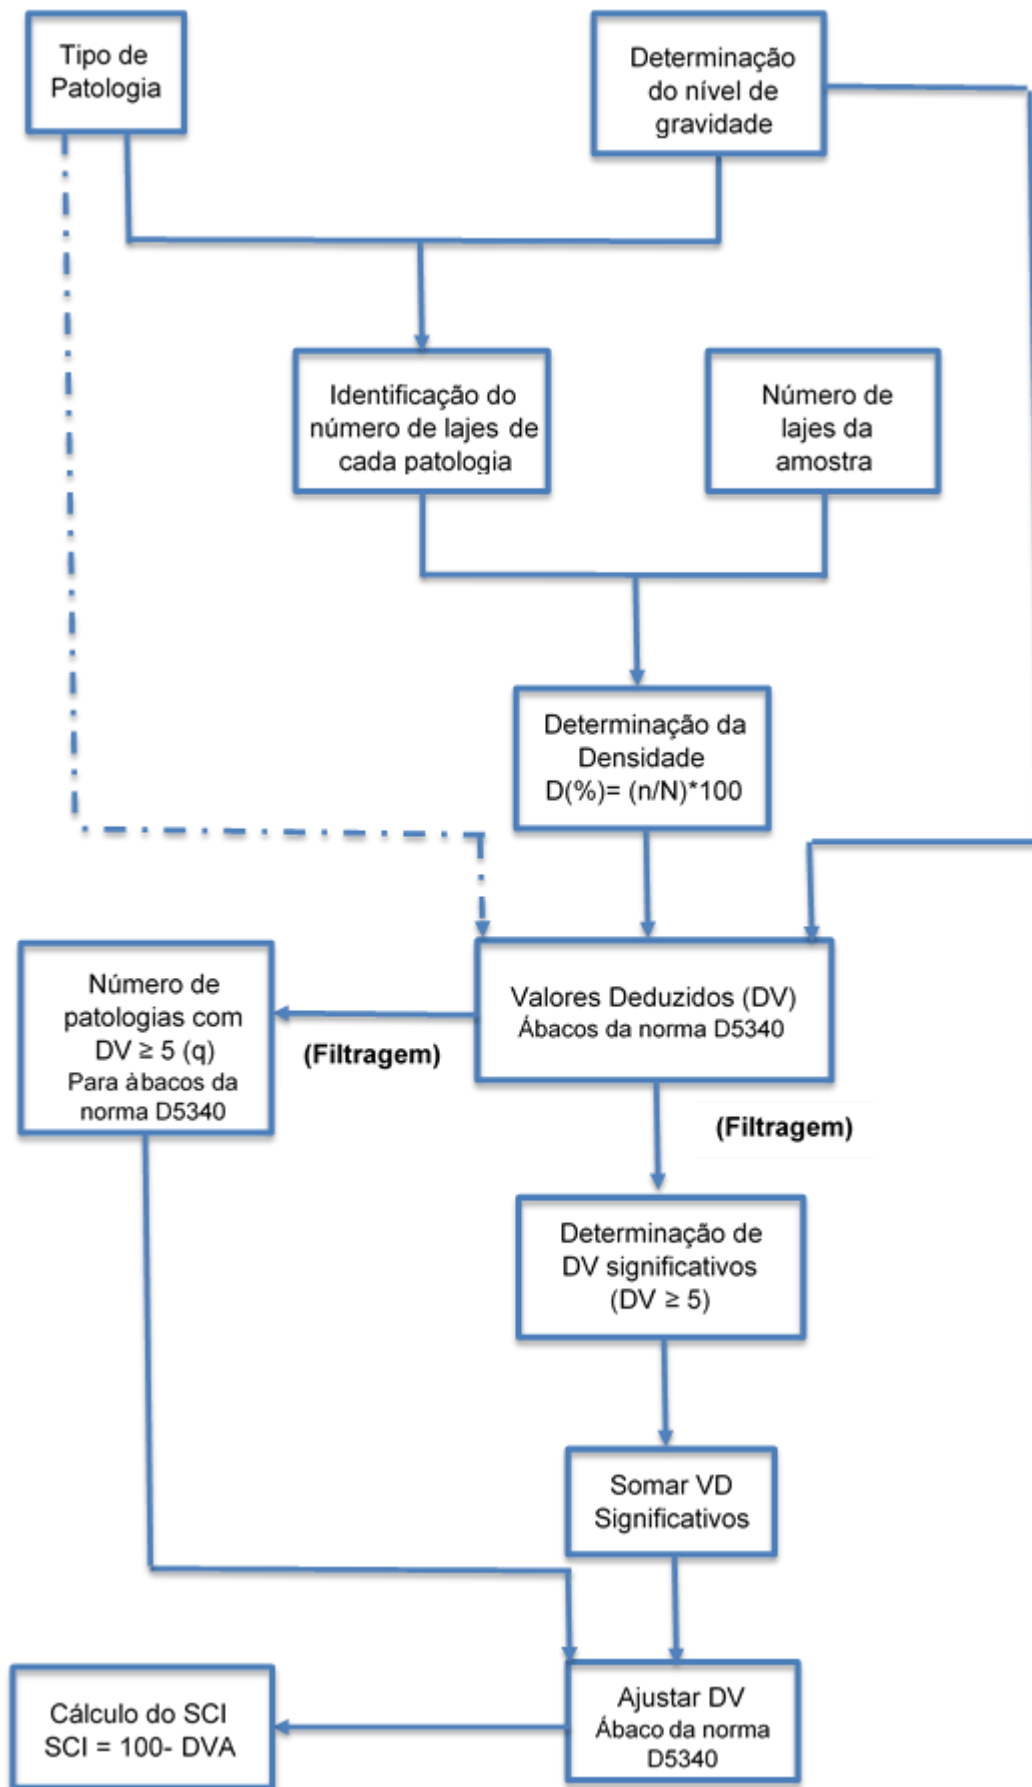 Tipo de
Patologia
Determinação
do nível de
gravidade
Identificação do
número de lajes de
cada patologia
Número de
lajes da
amostra
Determinação da
Densidade
D(%)= (n/N)*100
Número de
patologias com
DV ≥ 5 (q)
Para àbacos da
norma D5340
(Filtragem)
Valores Deduzidos (DV)
Ábacos da norma D5340
(Filtragem)
Determinação de
DV significativos
(DV ≥ 5)
Somar VD
Significativos
Ajustar DV
Ábaco da norma
D5340
Cálculo do SCI
SCI = 100- DVA